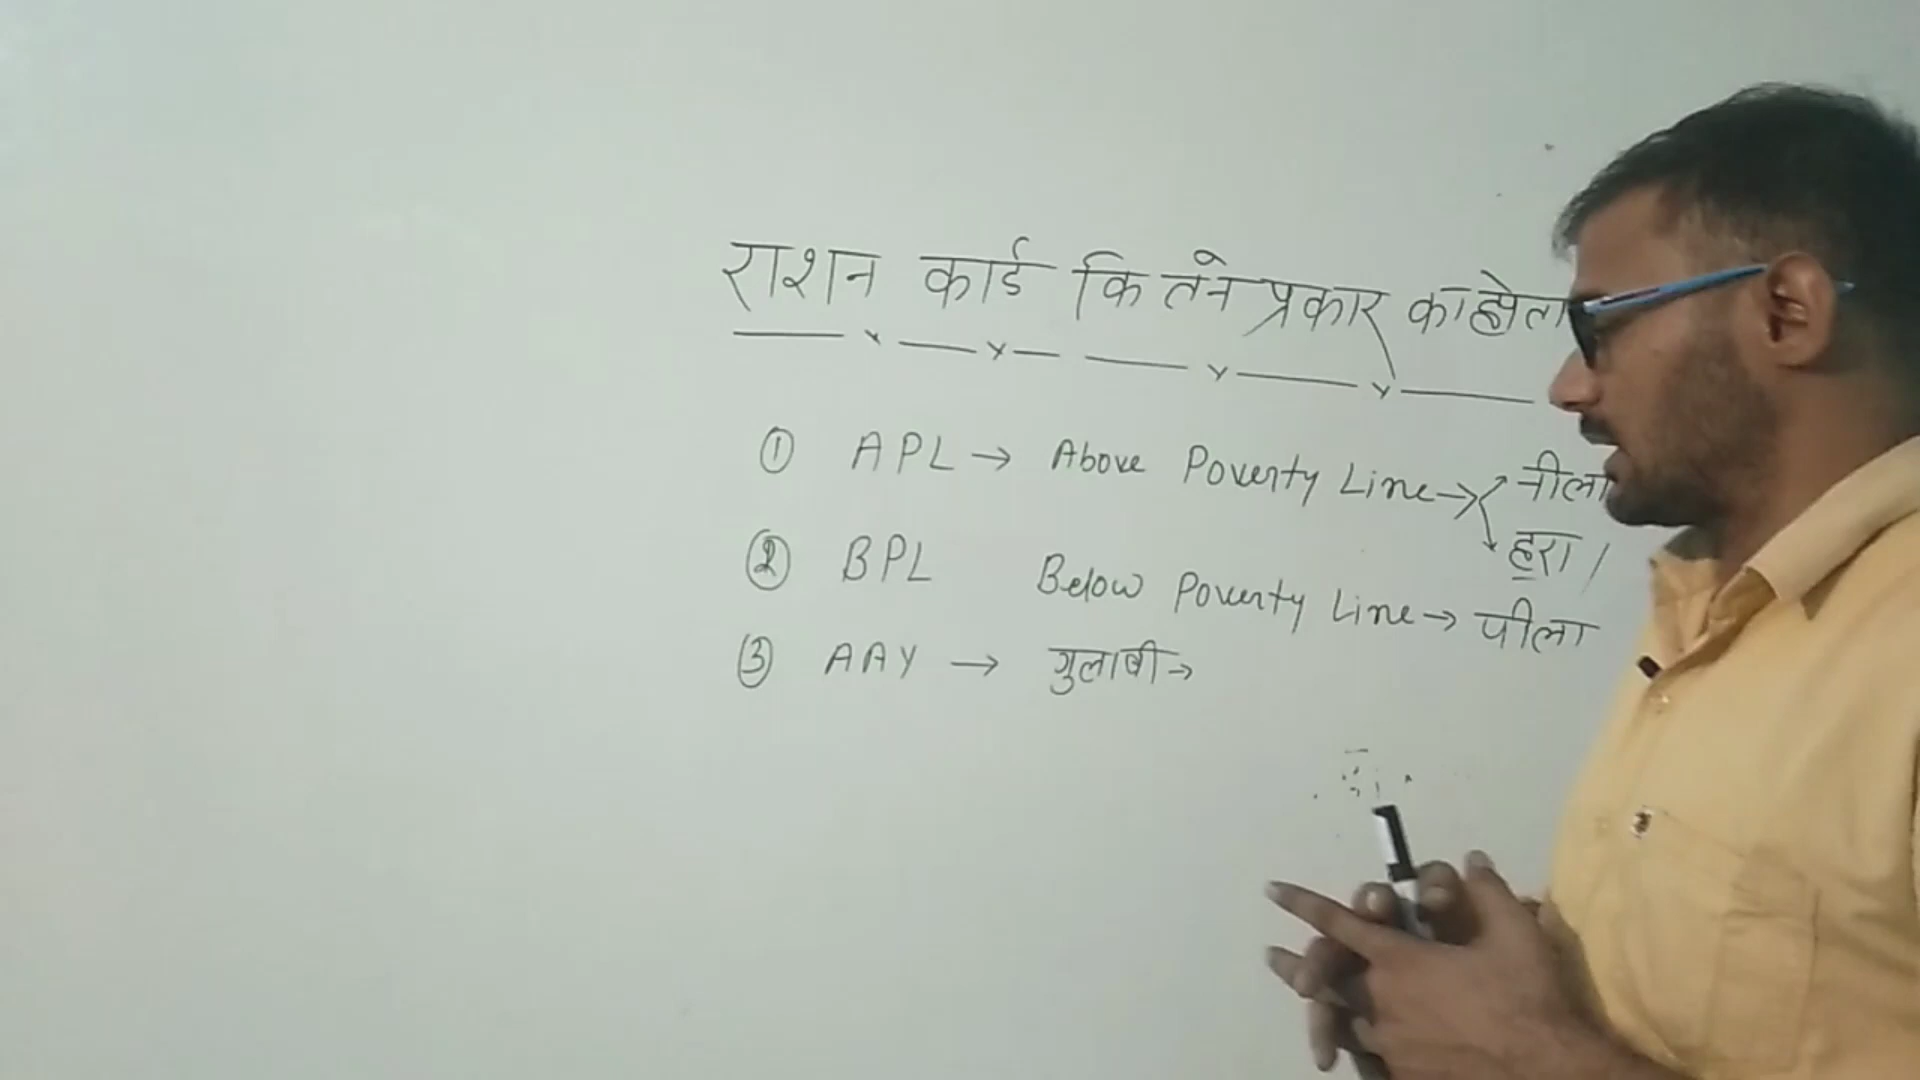 राशन कार्ड कितने प्रकार का होता
① APL → Above Poverty Line → नीला
हरा /
② BPL Below Poverty Line → पीला
③ AAY → गुलाबी →